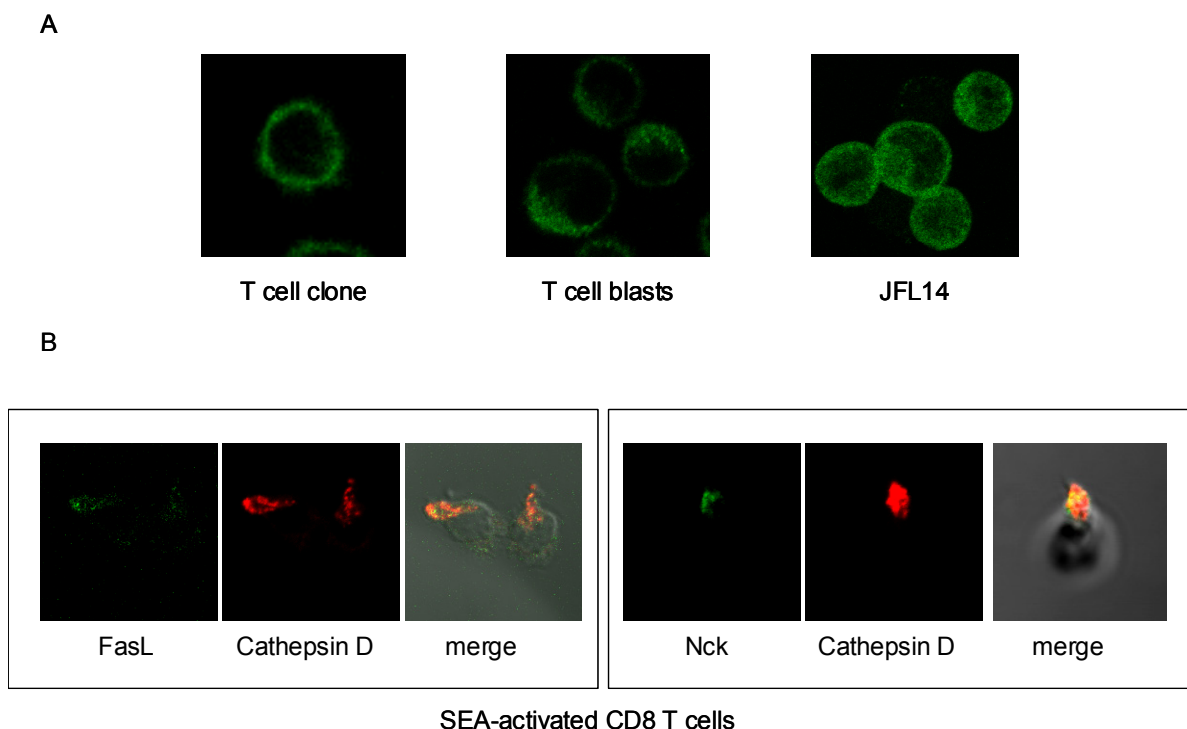 A
T cell clone
T cell blasts
JFL14
B
FasL
Cathepsin D
merge
Nck
Cathepsin D
merge
SEA-activated CD8 T cells